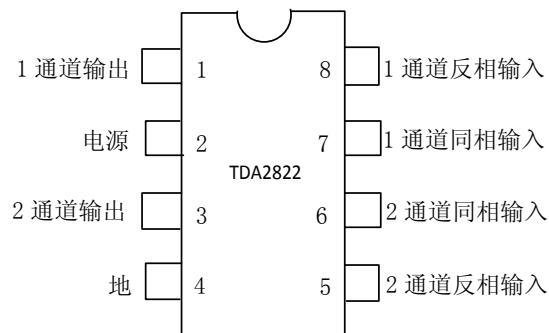 1 通道输出 1 8 1 通道反相输入
电源 2 7 1 通道同相输入
TDA2822
2 通道输出 3 6 2 通道同相输入
地 4 5 2 通道反相输入